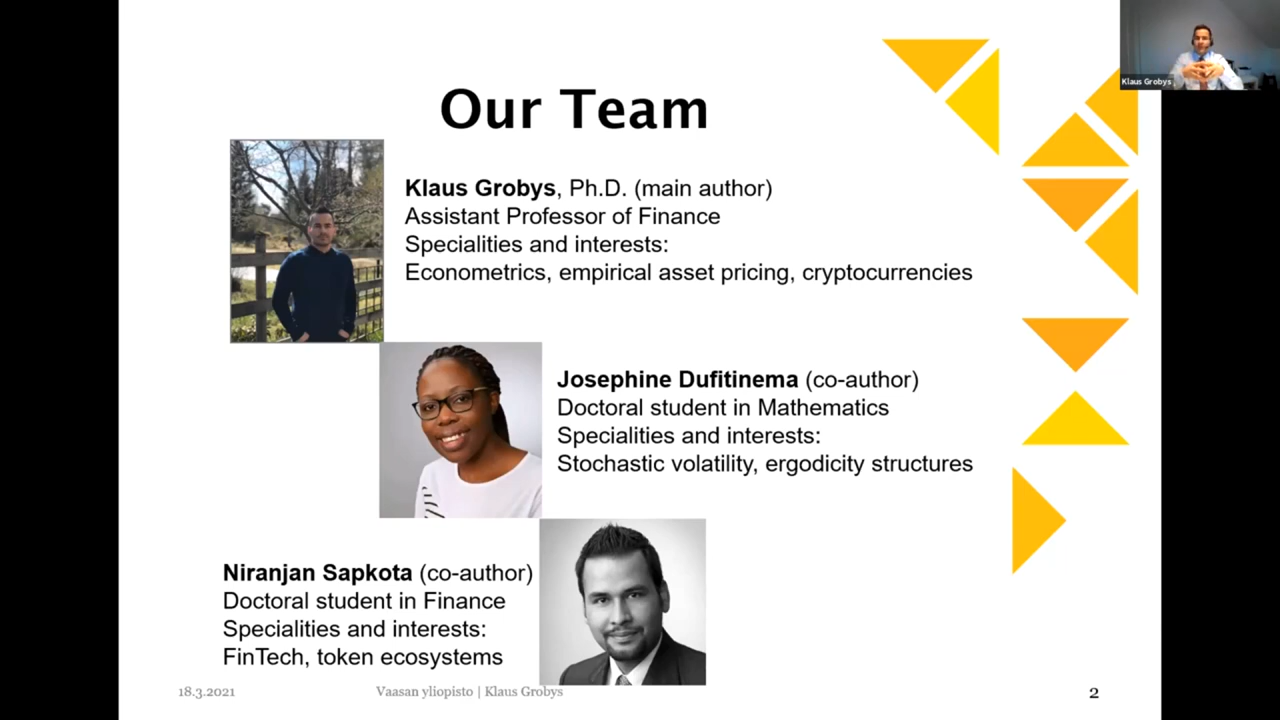 Klaus Grobys
Our Team
Klaus Grobys, Ph.D. (main author)
Assistant Professor of Finance
Specialities and interests:
Econometrics, empirical asset pricing, cryptocurrencies
Josephine Dufitinema (co-author)
Doctoral student in Mathematics
Specialities and interests:
Stochastic volatility, ergodicity structures
Niranjan Sapkota (co-author)
Doctoral student in Finance
Specialities and interests:
FinTech, token ecosystems
18.3.2021
Vaasan yliopisto | Klaus Grobys
2